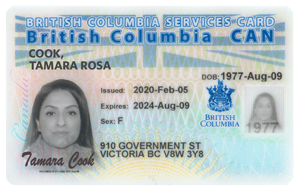 BRITISH COLUMBIA SERVICES CARD
British Columbia CAN
COOK,
TAMARA ROSA
DOB: 1977-Aug-09
Issued: 2020-Feb-05
Expires: 2024-Aug-09
Sex: F
BRITISH
COLUMBIA
1977
910 GOVERNMENT ST
VICTORIA BC V8W 3Y8
Tamara Cook